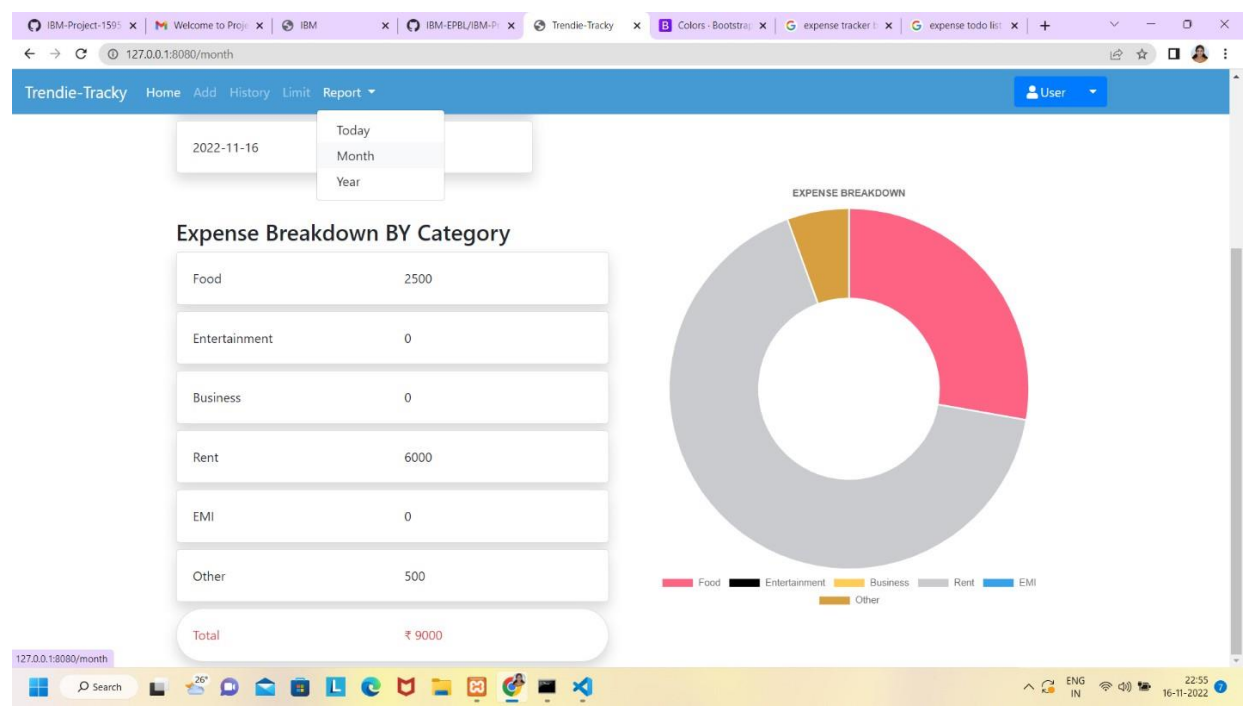 IBM-Project-1595
Welcome to Proje
IBM
IBM-EPBL/IBM-Pr
Trendie-Tracky
Colors · Bootstrap
expense tracker b
expense todo list
127.0.0.1:8080/month
Trendie-Tracky Home Add History Limit Report User
Today
2022-11-16
Month
Year
EXPENSE BREAKDOWN
Expense Breakdown BY Category
Food 2500
Entertainment 0
Business 0
Rent 6000
EMI 0
Other 500
Food Entertainment Business Rent EMI
Other
Total ₹ 9000
127.0.0.1:8080/month
Search
26°
ENG
IN
22:55
16-11-2022
7